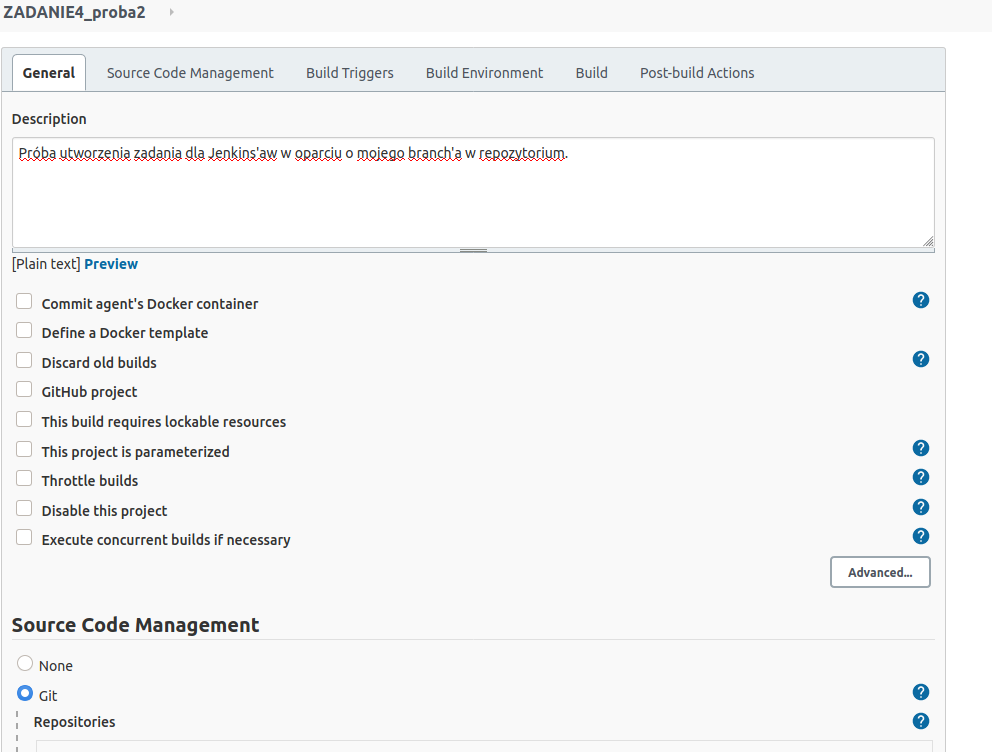 ZADANIE4_proba2
General Source Code Management Build Triggers Build Environment Build Post-build Actions
Description
Próba utworzenia zadania dla Jenkins'aw w oparciu o mojego branch'a w repozytorium.
[Plain text] Preview
Commit agent's Docker container
Define a Docker template
Discard old builds
GitHub project
This build requires lockable resources
This project is parameterized
Throttle builds
Disable this project
Execute concurrent builds if necessary
Advanced...
Source Code Management
None
Git
Repositories